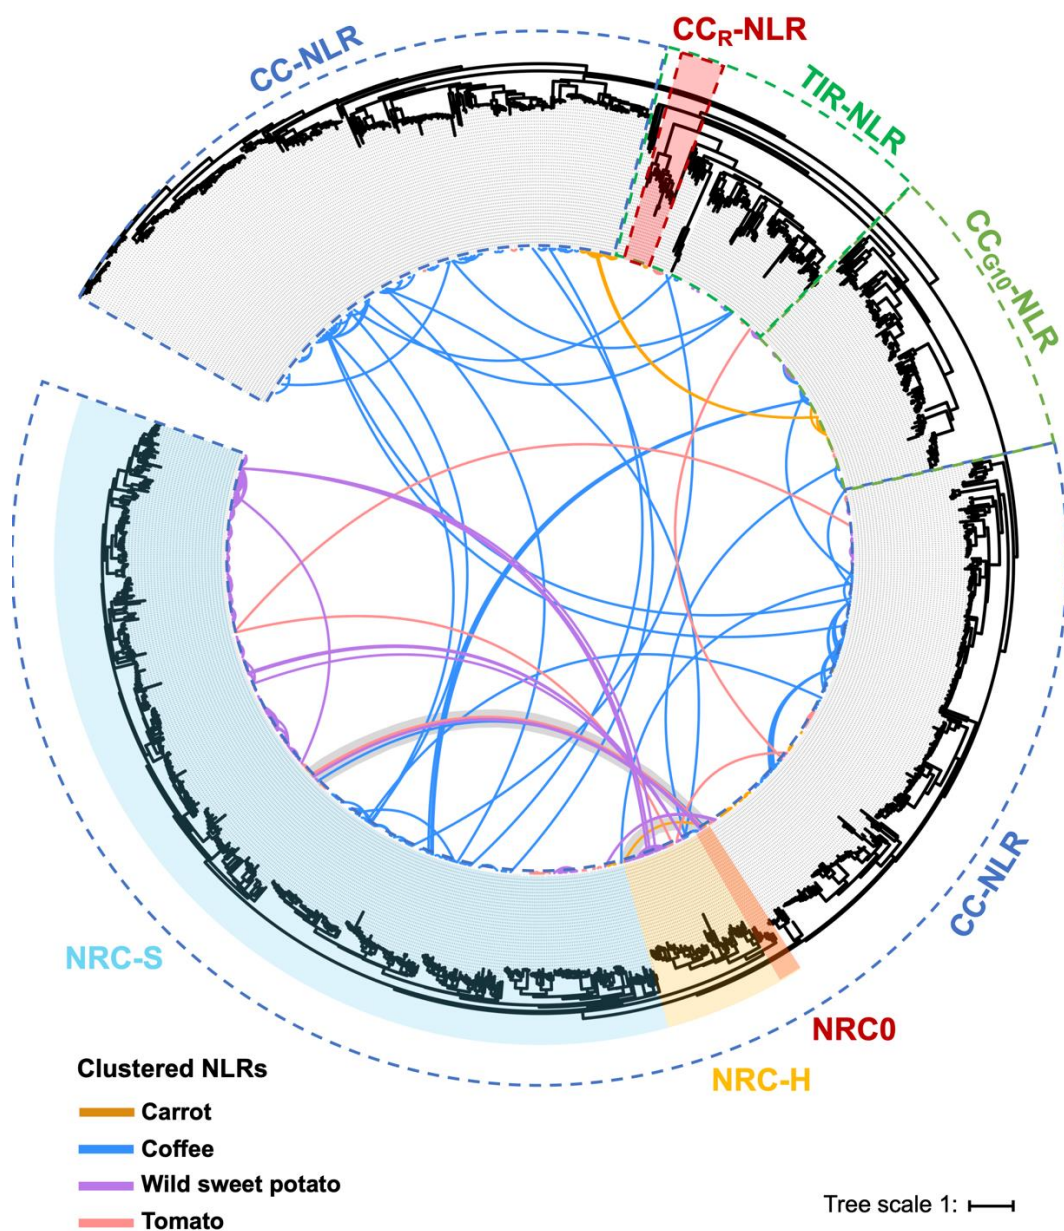 CC-NLR
CCR-NLR
TIR-NLR
CCG10-NLR
CC-NLR
NRC-S
NRC0
NRC-H
Clustered NLRs
Carrot
Coffee
Wild sweet potato
Tomato
Tree scale 1: